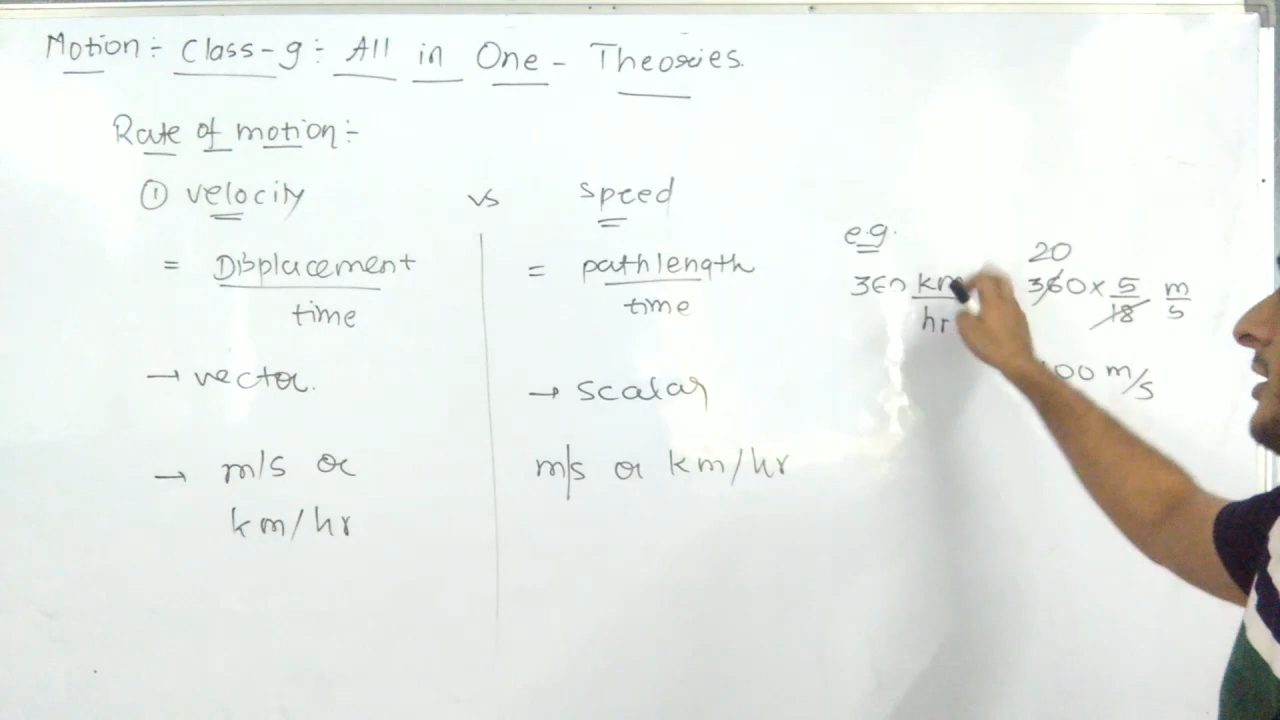 Motion :- Class-9 :- All in One - Theories.
Rate of motion :-
① velocity vs speed
= Displacement / time
= pathlength / time
→ vector.
→ scalar
→ m/s or km/hr
m/s or km/hr
e.g.
360 km / hr
20
360 × 5 / 18 m / s
100 m/s